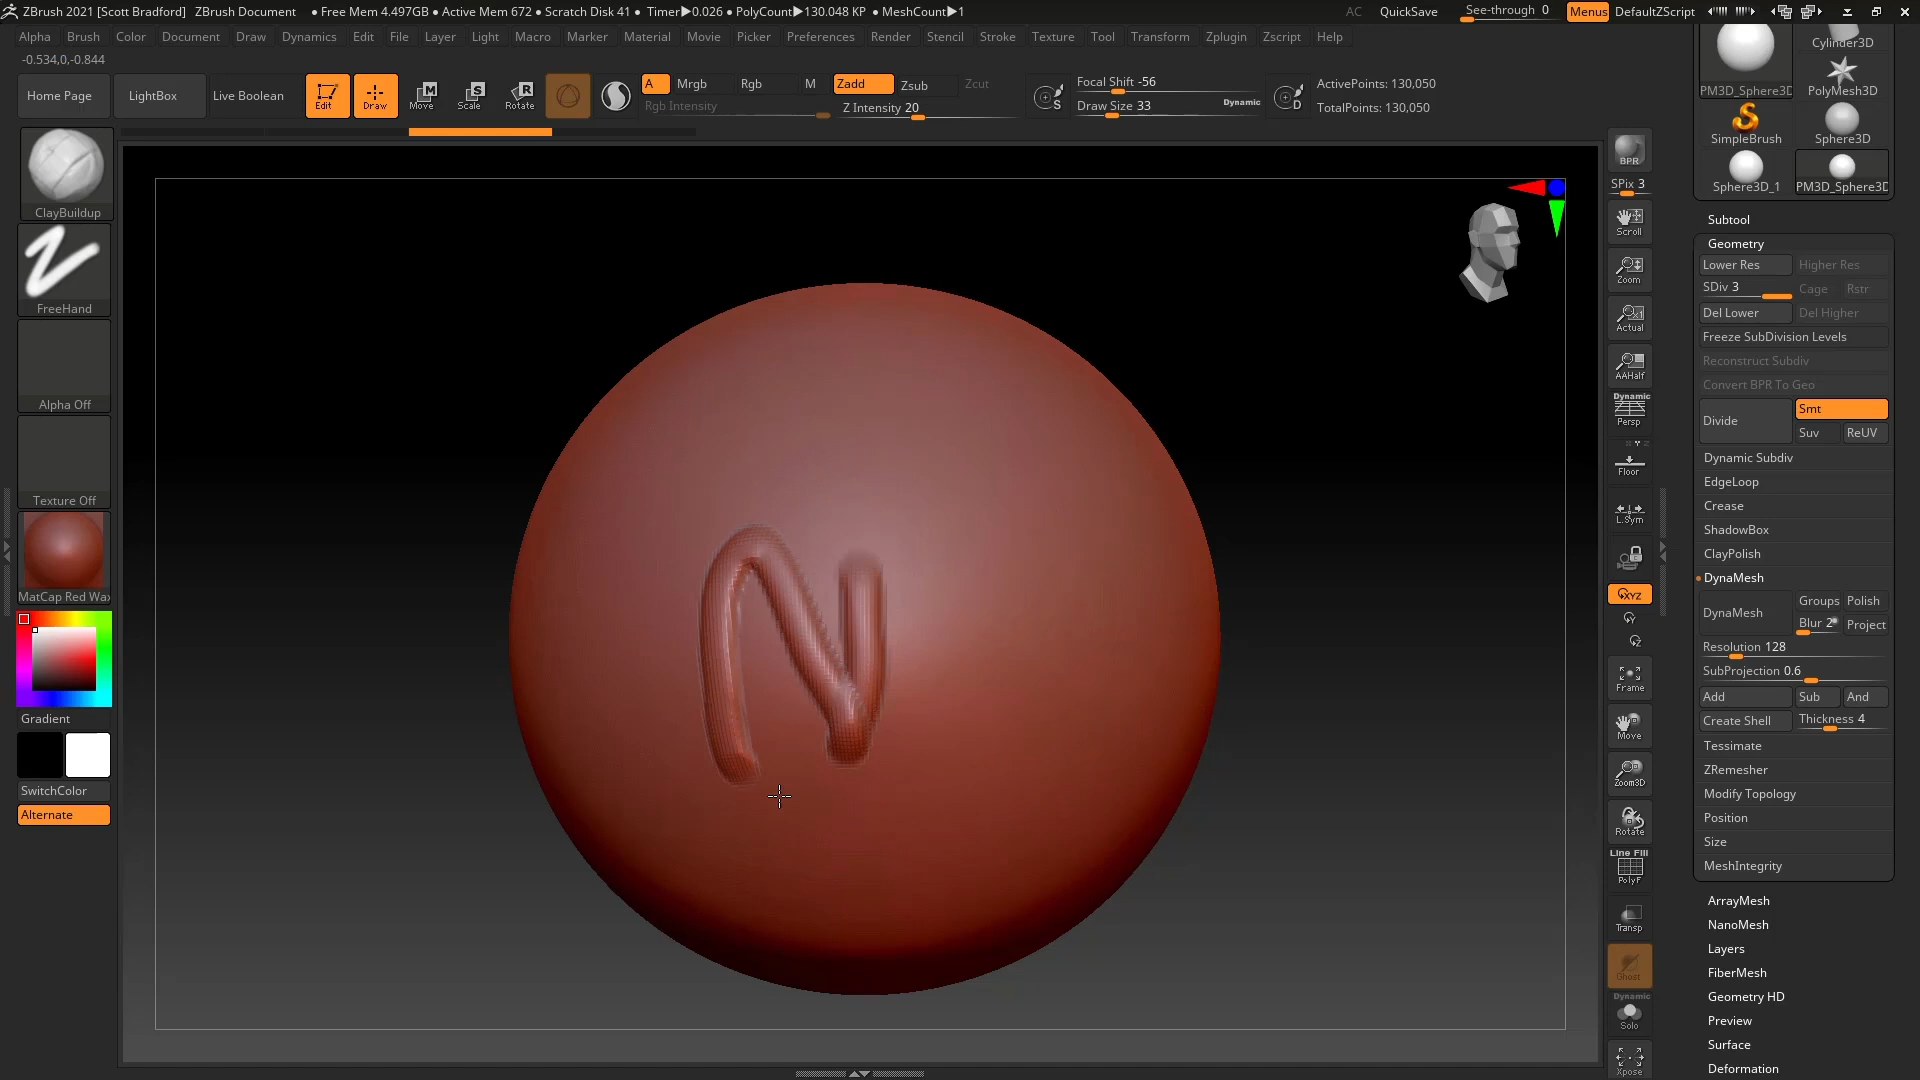 ZBrush 2021 [Scott Bradford] ZBrush Document ● Free Mem 4.497GB ● Active Mem 672 ● Scratch Disk 41 ● Timer▶0.026 ● PolyCount▶130.048 KP ● MeshCount▶1 AC QuickSave See-through 0 Menus DefaultZScript
Alpha Brush Color Document Draw Dynamics Edit File Layer Light Macro Marker Material Movie Picker Preferences Render Stencil Stroke Texture Tool Transform Zplugin Zscript Help
-0.534,0,-0.844
Home Page LightBox Live Boolean Edit Draw Move Scale Rotate
A Mrgb Rgb M Zadd Zsub Zcut
Rgb Intensity Z Intensity 20
Focal Shift -56
Draw Size 33 Dynamic
ActivePoints: 130,050
TotalPoints: 130,050
ClayBuildup
FreeHand
Alpha Off
Texture Off
MatCap Red Wax
Gradient
SwitchColor
Alternate
N
BPR
SPix 3
Scroll
Zoom
Actual
AAHalf
Dynamic
Persp
Floor
L.Sym
XYZ
Y
Z
Frame
Move
Zoom3D
Rotate
Line Fill
PolyF
Transp
Ghost
Dynamic
Solo
Xpose
Cylinder3D
PM3D_Sphere3D PolyMesh3D
SimpleBrush Sphere3D
Sphere3D_1 PM3D_Sphere3D
Subtool
Geometry
Lower Res Higher Res
SDiv 3 Cage Rstr
Del Lower Del Higher
Freeze SubDivision Levels
Reconstruct Subdiv
Convert BPR To Geo
Divide Smt
Suv ReUV
Dynamic Subdiv
EdgeLoop
Crease
ShadowBox
ClayPolish
DynaMesh
DynaMesh Groups Polish
Blur 2 Project
Resolution 128
SubProjection 0.6
Add Sub And
Create Shell Thickness 4
Tessimate
ZRemesher
Modify Topology
Position
Size
MeshIntegrity
ArrayMesh
NanoMesh
Layers
FiberMesh
Geometry HD
Preview
Surface
Deformation